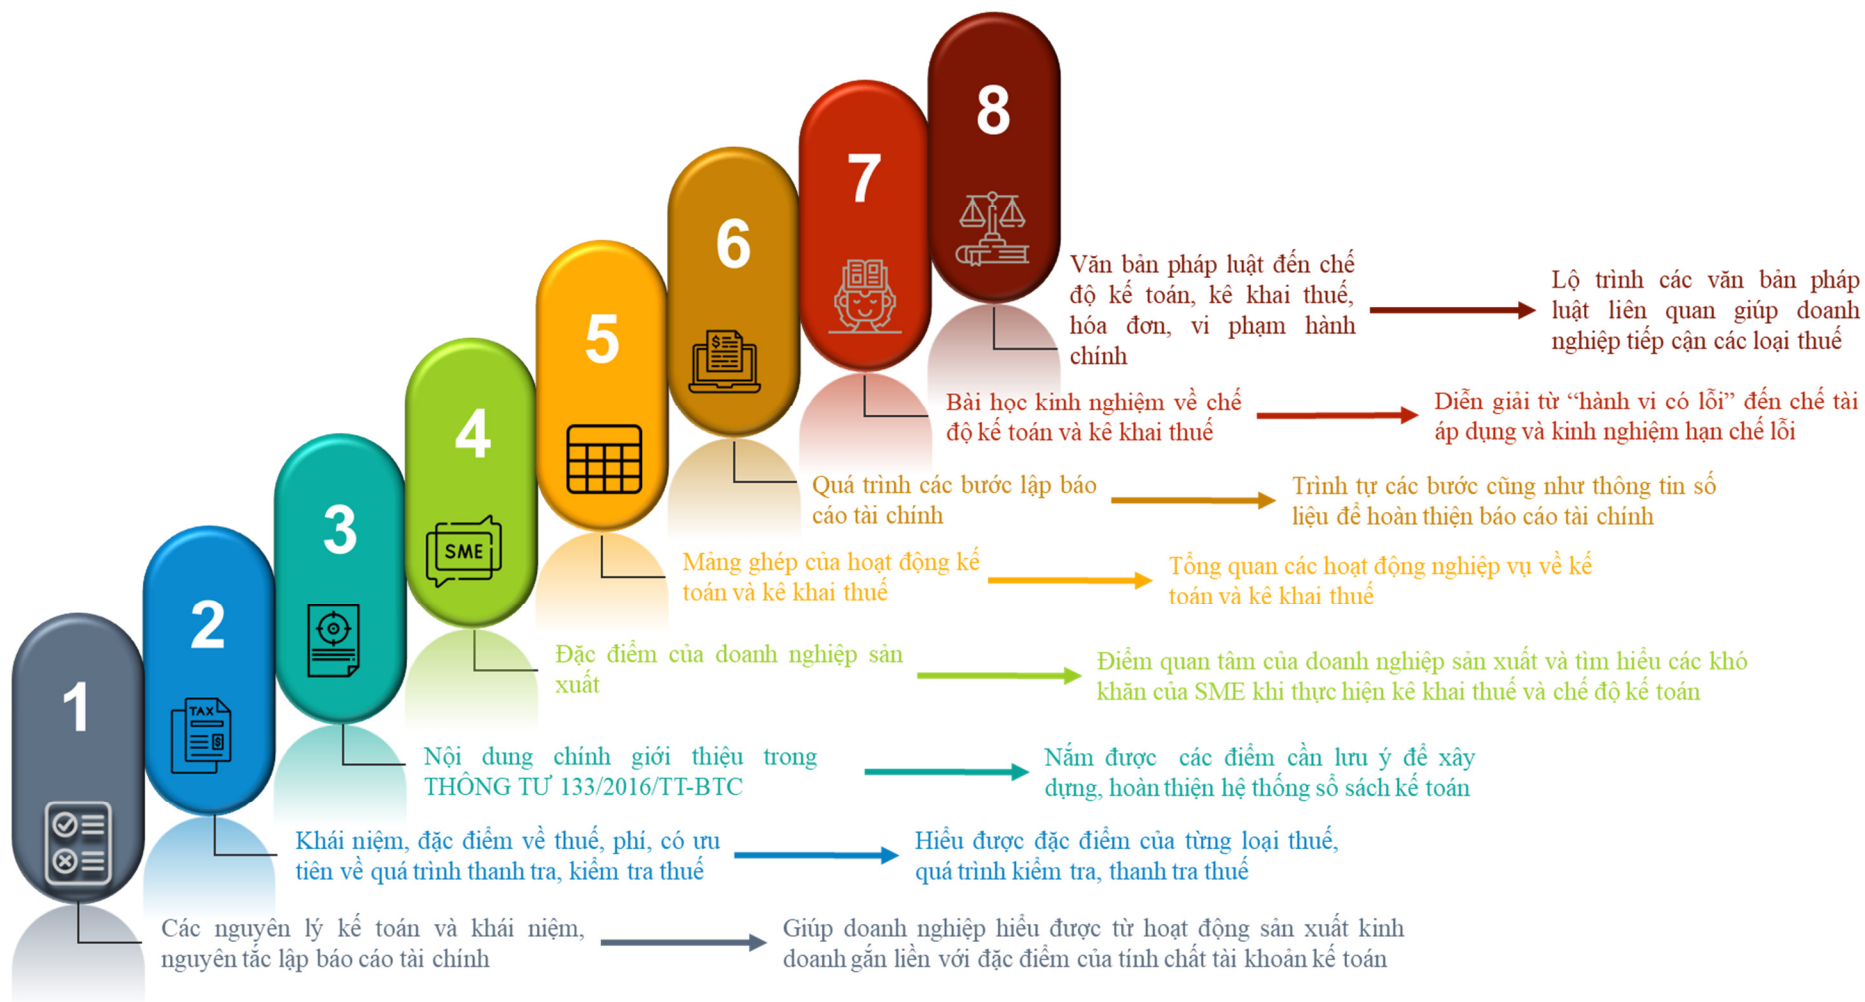 8
Văn bản pháp luật đến chế
độ kế toán, kê khai thuế,
hóa đơn, vi phạm hành
chính
Lộ trình các văn bản pháp
luật liên quan giúp doanh
nghiệp tiếp cận các loại thuế
7
Bài học kinh nghiệm về chế
độ kế toán và kê khai thuế
Diễn giải từ “hành vi có lỗi” đến chế tài
áp dụng và kinh nghiệm hạn chế lỗi
6
$
Quá trình các bước lập báo
cáo tài chính
Trình tự các bước cũng như thông tin số
liệu để hoàn thiện báo cáo tài chính
5
Mảng ghép của hoạt động kế
toán và kê khai thuế
Tổng quan các hoạt động nghiệp vụ về kế
toán và kê khai thuế
4
SME
Đặc điểm của doanh nghiệp sản
xuất
Điểm quan tâm của doanh nghiệp sản xuất và tìm hiểu các khó
khăn của SME khi thực hiện kê khai thuế và chế độ kế toán
3
Nội dung chính giới thiệu trong
THÔNG TƯ 133/2016/TT-BTC
Nắm được các điểm cần lưu ý để xây
dựng, hoàn thiện hệ thống sổ sách kế toán
2
TAX
$
Khái niệm, đặc điểm về thuế, phí, có ưu
tiên về quá trình thanh tra, kiểm tra thuế
Hiểu được đặc điểm của từng loại thuế,
quá trình kiểm tra, thanh tra thuế
1
Các nguyên lý kế toán và khái niệm,
nguyên tắc lập báo cáo tài chính
Giúp doanh nghiệp hiểu được từ hoạt động sản xuất kinh
doanh gắn liền với đặc điểm của tính chất tài khoản kế toán